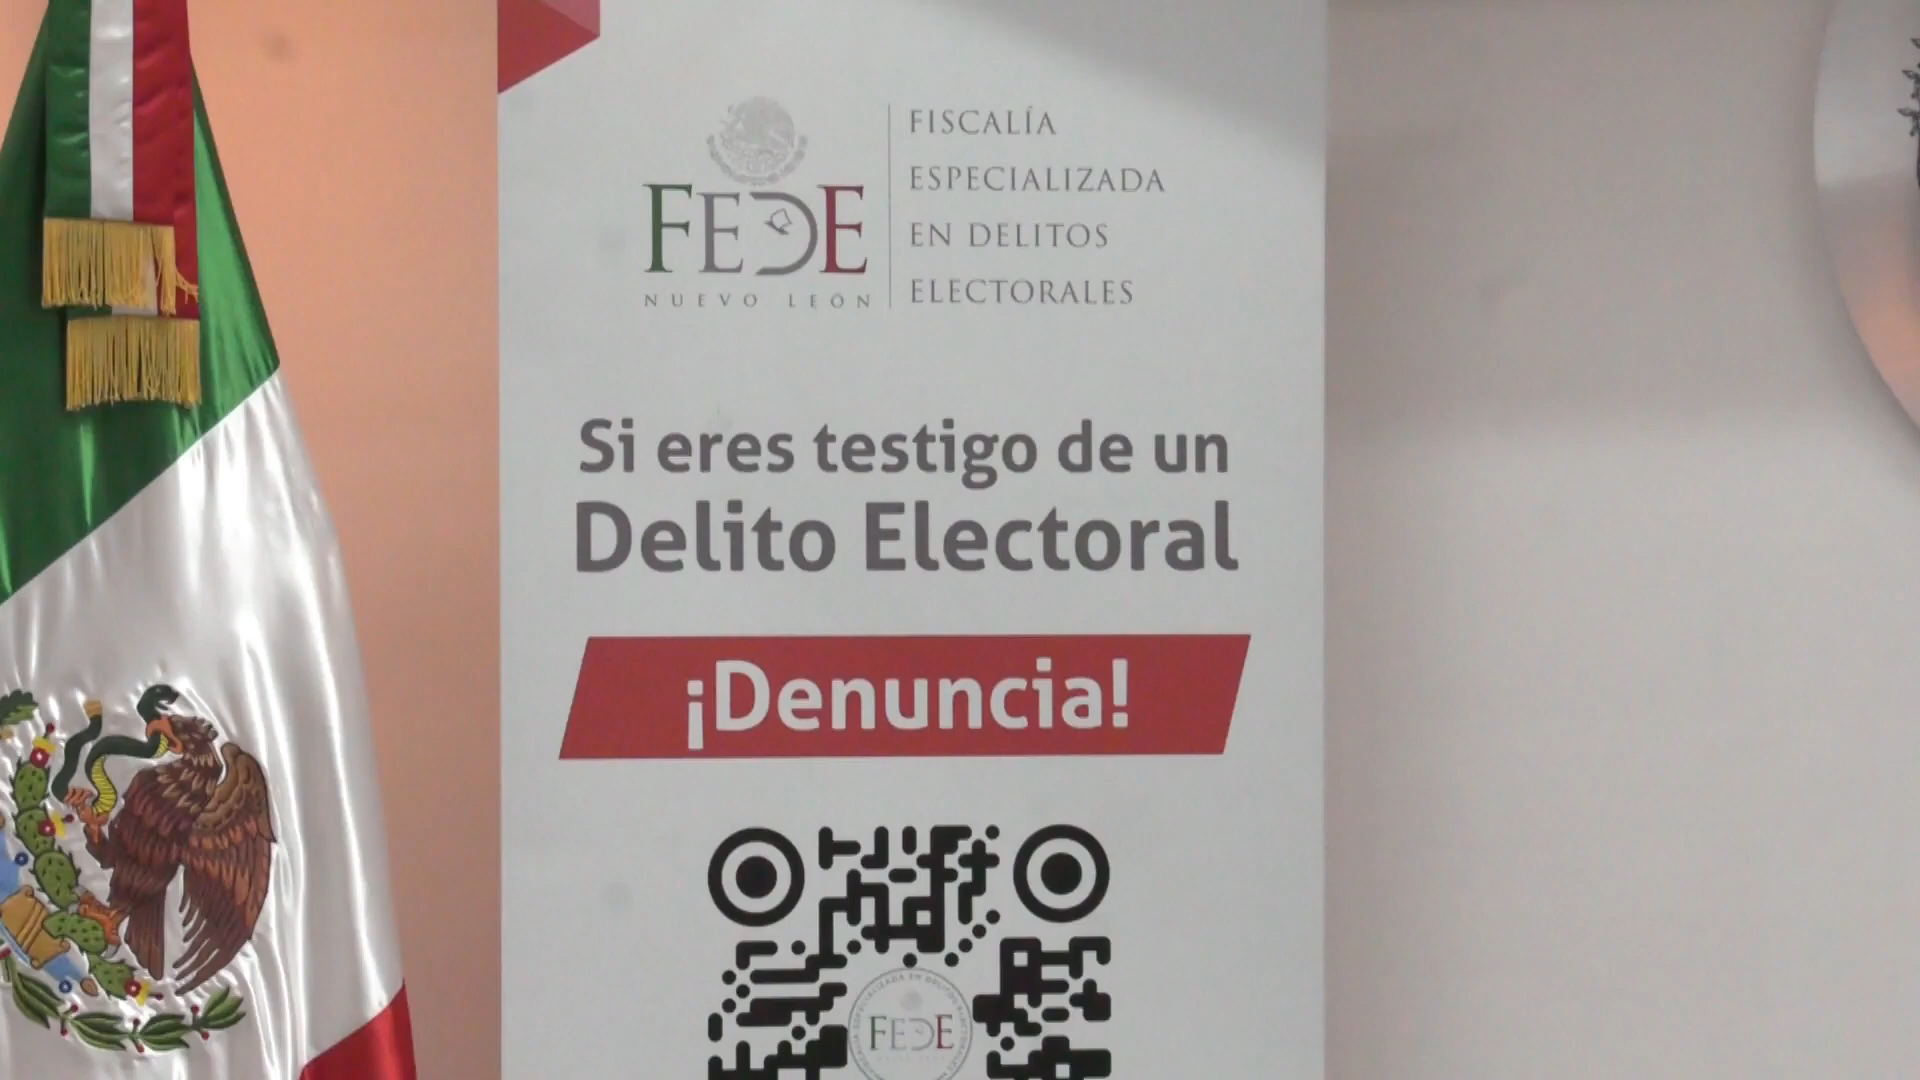 FISCALÍA
ESPECIALIZADA
EN DELITOS
ELECTORALES
FEDE
NUEVO LEÓN
Si eres testigo de un
Delito Electoral
¡Denuncia!
FEDE